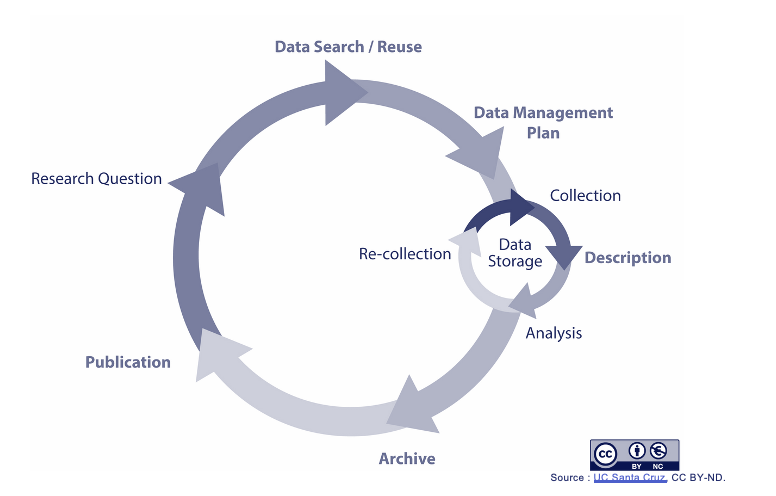 Data Search / Reuse
Data Management
Plan
Research Question
Collection
Data
Storage
Re-collection
Description
Analysis
Publication
Archive
cc
BY NC
Source : UC Santa Cruz, CC BY-ND.